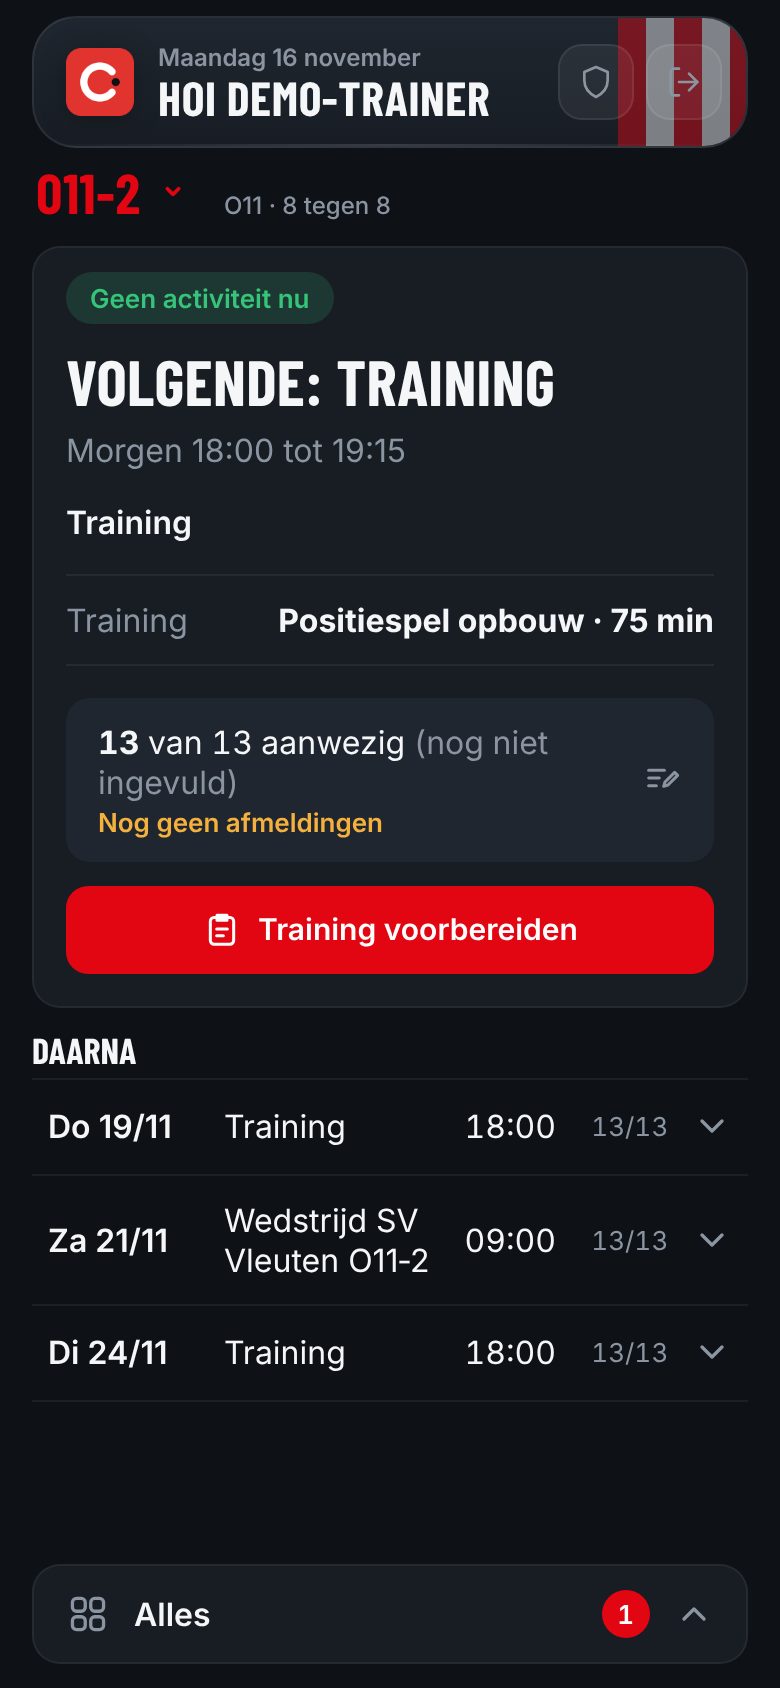 Maandag 16 november
HOI DEMO-TRAINER
O11-2
O11 · 8 tegen 8
Geen activiteit nu
VOLGENDE: TRAINING
Morgen 18:00 tot 19:15
Training
Training Positiespel opbouw · 75 min
13 van 13 aanwezig (nog niet
ingevuld)
Nog geen afmeldingen
Training voorbereiden
DAARNA
Do 19/11 Training 18:00 13/13
Za 21/11 Wedstrijd SV
Vleuten O11-2 09:00 13/13
Di 24/11 Training 18:00 13/13
Alles 1